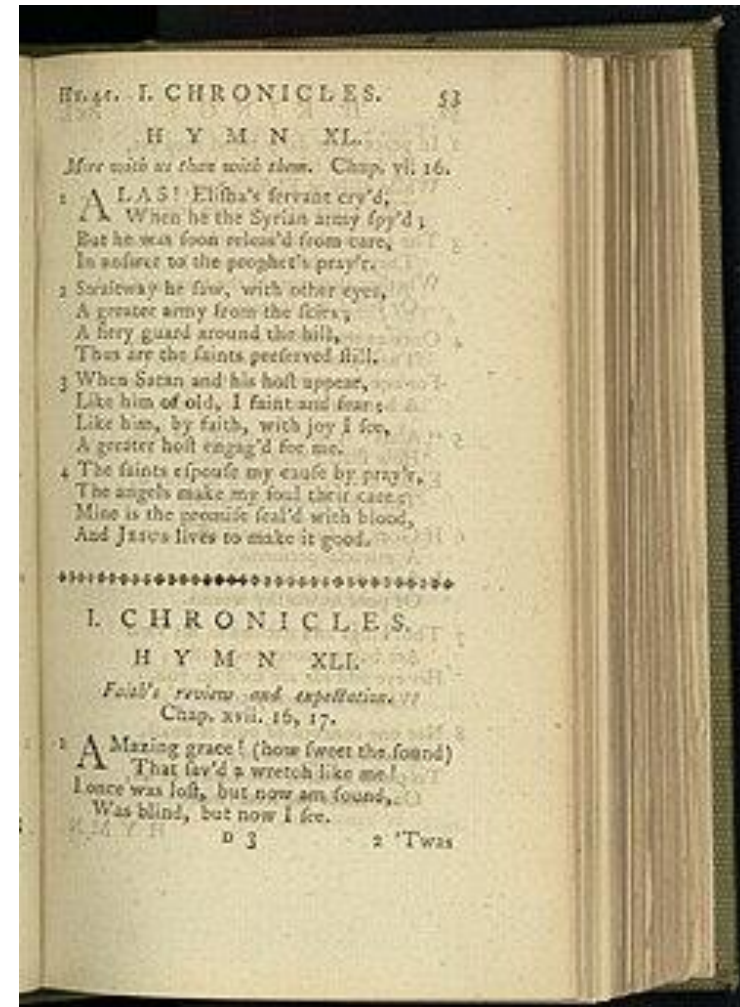 Hy. 41. I. CHRONICLES. 53
HYMN XL.
More with us than with them. Chap. vi. 16.
1 ALAS! Eliſha's ſervant cry'd,
When he the Syrian army ſpy'd;
But he was ſoon releas'd from care,
In anſwer to the prophet's pray'r.
2 Straitway he ſaw, with other eyes,
A greater army from the ſkies;
A fiery guard around the hill,
Thus are the ſaints preſerved ſtill.
3 When Satan and his hoſt appear,
Like him of old, I faint and fear;
Like him, by faith, with joy I ſee,
A greater hoſt engag'd for me.
4 The ſaints eſpouſe my cauſe by pray'r,
The angels make my ſoul their care;
Mine is the promiſe ſeal'd with blood,
And JESUS lives to make it good.
I. CHRONICLES.
HYMN XLI.
Faith's review and expectation.
Chap. xvii. 16, 17.
1 AMazing grace! (how ſweet the ſound)
That ſav'd a wretch like me!
I once was loſt, but now am found,
Was blind, but now I ſee.
D 3 2 'Twas